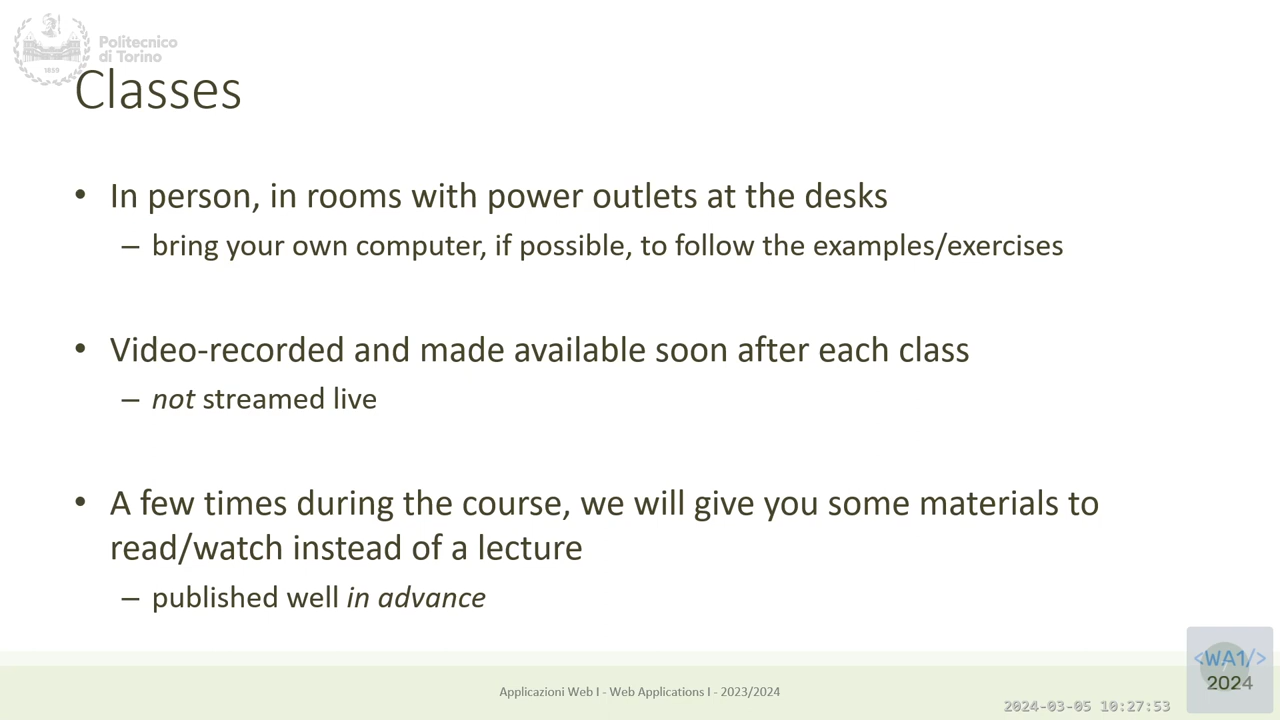 Politecnico
di Torino
1859
Classes
• In person, in rooms with power outlets at the desks
– bring your own computer, if possible, to follow the examples/exercises
• Video-recorded and made available soon after each class
– not streamed live
• A few times during the course, we will give you some materials to
read/watch instead of a lecture
– published well in advance
<WA1/>
2024
Applicazioni Web I - Web Applications I - 2023/2024
2024-03-05 10:27:53